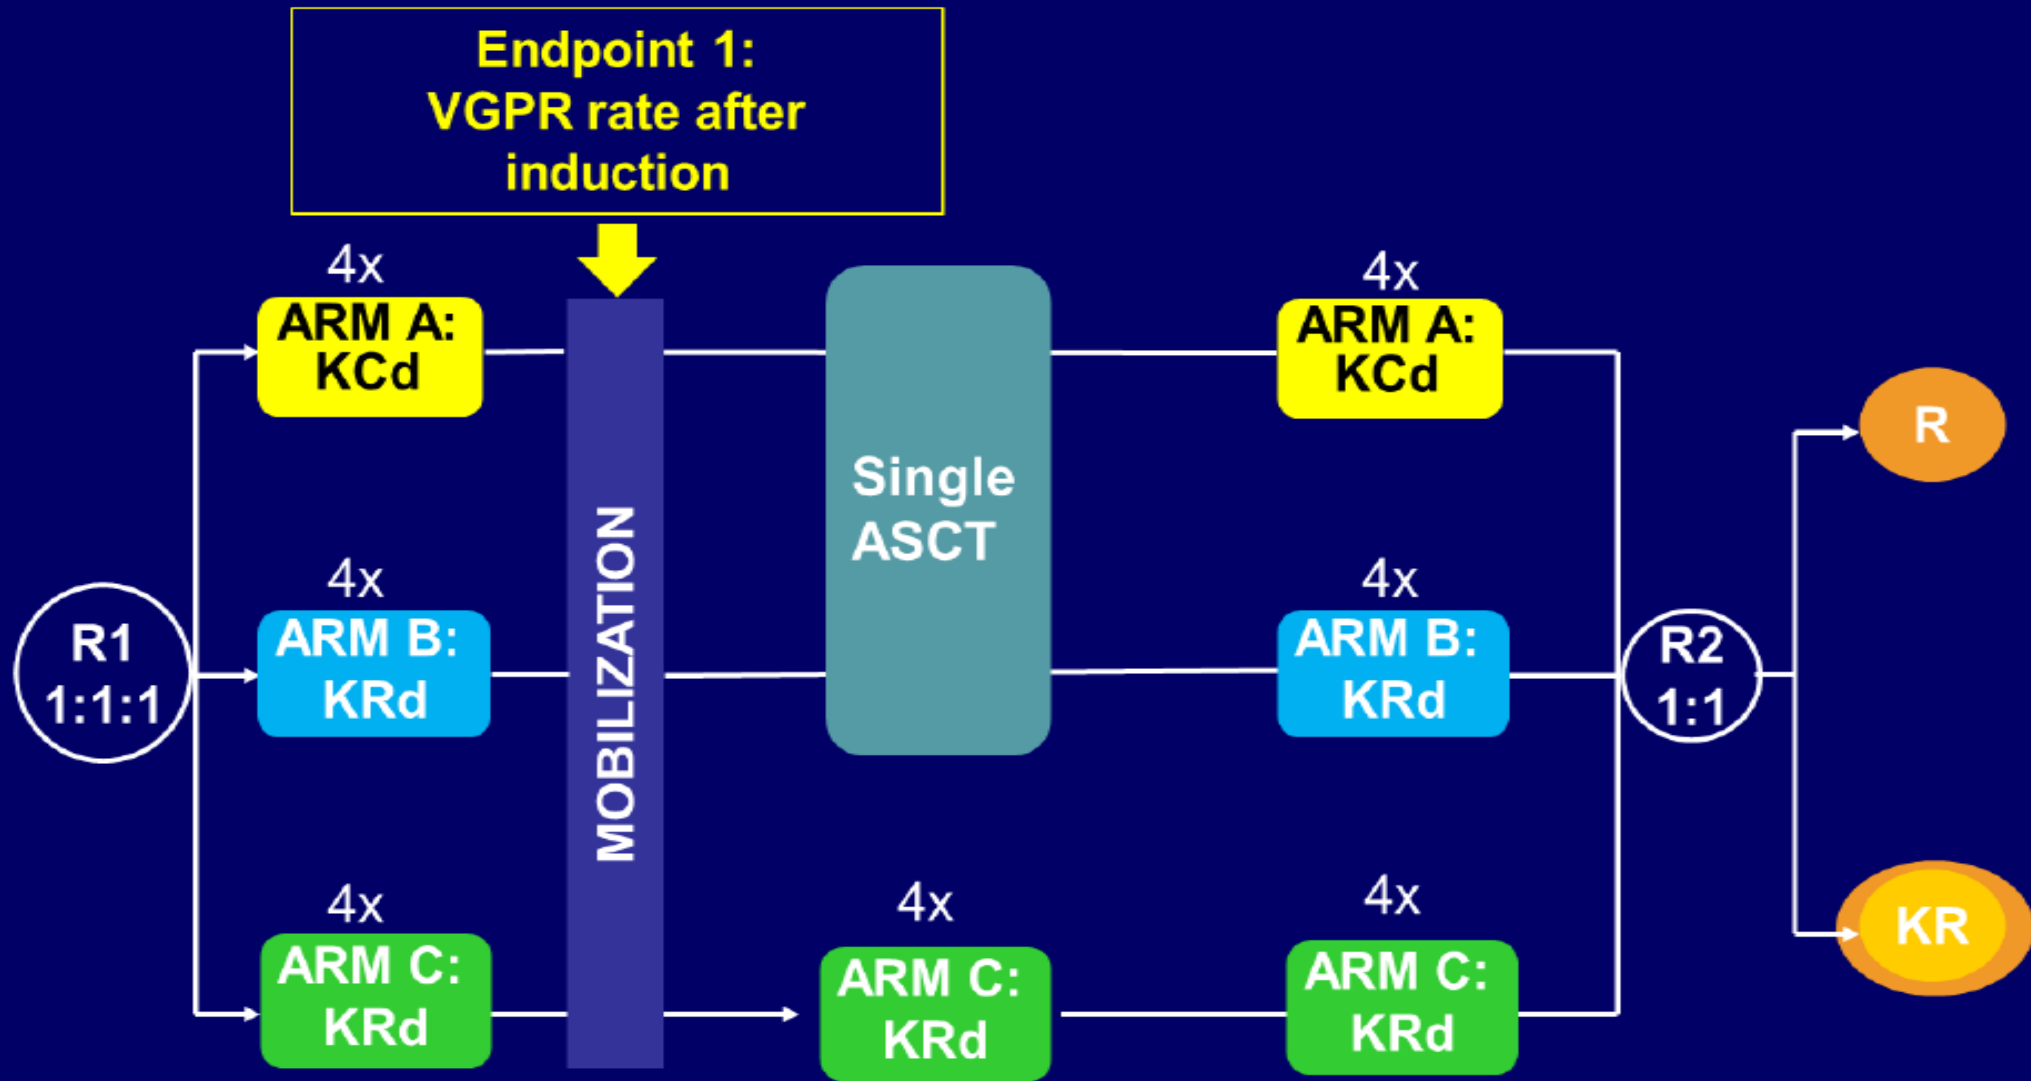 Endpoint 1:
VGPR rate after
induction
4x
ARM A:
KCd
4x
ARM A:
KCd
R
MOBILIZATION
Single
ASCT
R1
1:1:1
4x
ARM B:
KRd
4x
ARM B:
KRd
R2
1:1
4x
ARM C:
KRd
4x
ARM C:
KRd
4x
ARM C:
KRd
KR